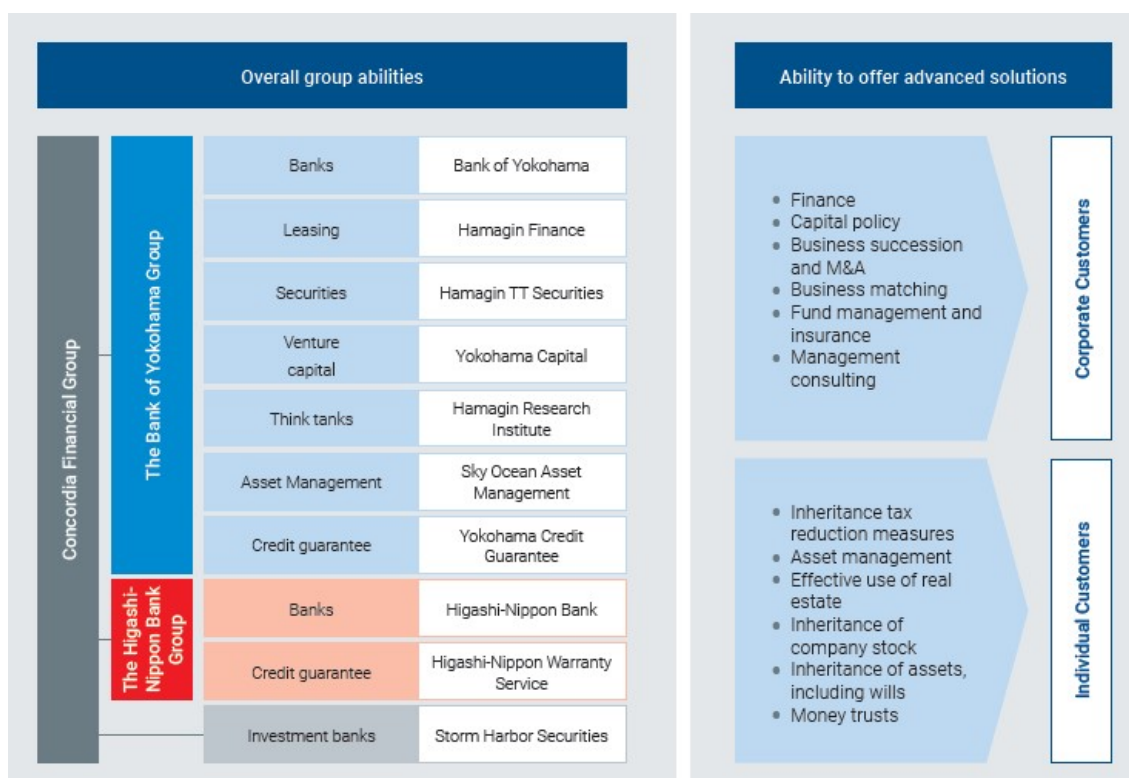 Overall group abilities
Concordia Financial Group
The Bank of Yokohama Group
Banks
Bank of Yokohama
Leasing
Hamagin Finance
Securities
Hamagin TT Securities
Venture
capital
Yokohama Capital
Think tanks
Hamagin Research
Institute
Asset Management
Sky Ocean Asset
Management
Credit guarantee
Yokohama Credit
Guarantee
The Higashi-
Nippon Bank
Group
Banks
Higashi-Nippon Bank
Credit guarantee
Higashi-Nippon Warranty
Service
Investment banks
Storm Harbor Securities
Ability to offer advanced solutions
• Finance
• Capital policy
• Business succession
and M&A
• Business matching
• Fund management and
insurance
• Management
consulting
Corporate Customers
• Inheritance tax
reduction measures
• Asset management
• Effective use of real
estate
• Inheritance of
company stock
• Inheritance of assets,
including wills
• Money trusts
Individual Customers